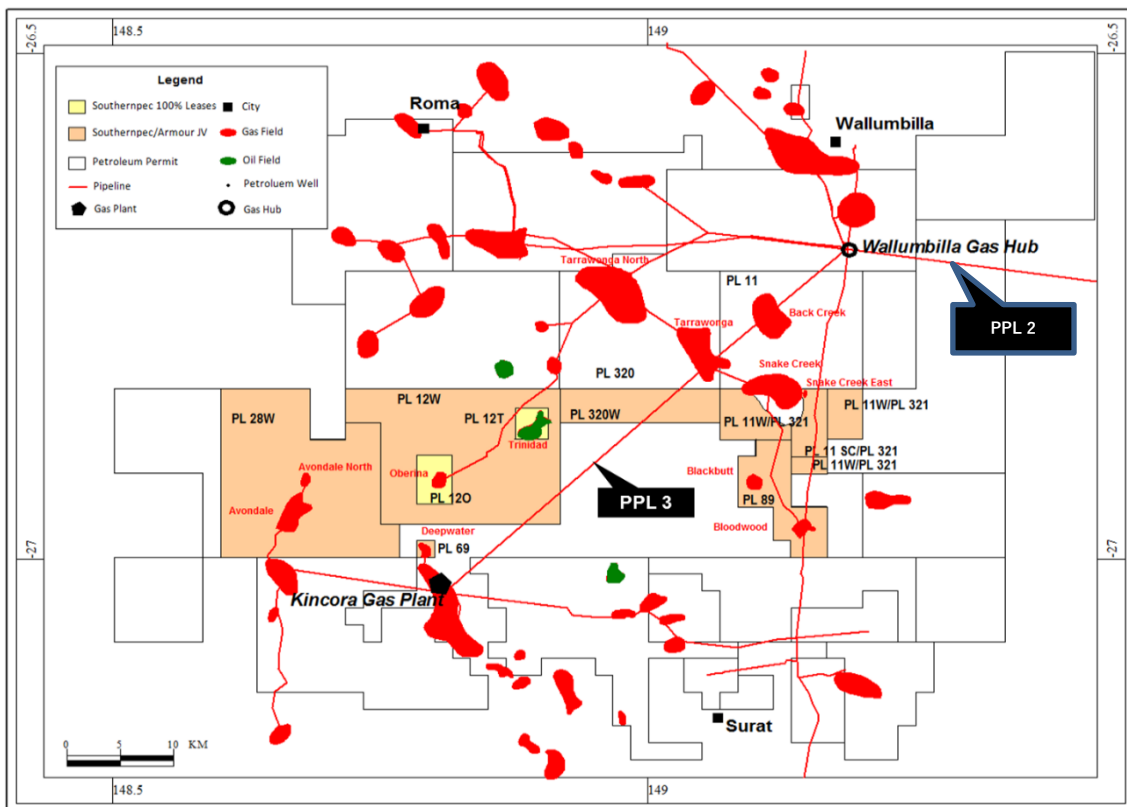 148.5
149
-26.5
-26.5
Legend
Southernpec 100% Leases
City
Southernpec/Armour JV
Gas Field
Petroleum Permit
Oil Field
Pipeline
Petroluem Well
Gas Plant
Gas Hub
Roma
Wallumbilla
Wallumbilla Gas Hub
Tarrawonga North
PL 11
PPL 2
Back Creek
Tarrawonga
Snake Creek
PL 320
Snake Creek East
PL 28W
PL 12W
PL 12T
PL 320W
PL 11W/PL 321
PL 11W/PL 321
Trinidad
PL 11 SC/PL 321
PL 11W/PL 321
Avondale North
Oberina
Blackbutt
PL 12O
PPL 3
PL 89
Avondale
Bloodwood
Deepwater
PL 69
-27
-27
Kincora Gas Plant
Surat
0 5 10 KM
148.5
149